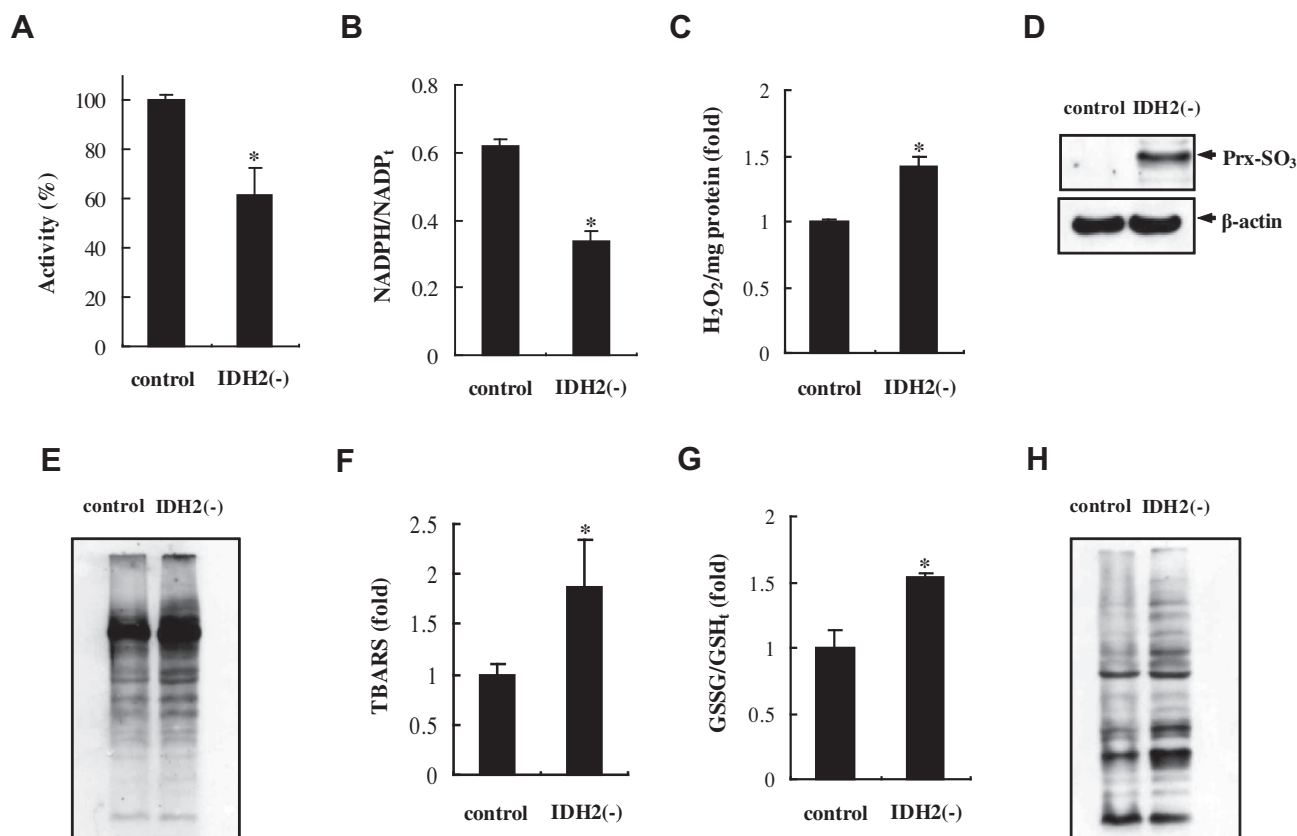 A
Activity (%)
100
80
60
40
20
0
*
control IDH2(-)
B
NADPH/NADPt
0.8
0.6
0.4
0.2
0
*
control IDH2(-)
C
H2O2/mg protein (fold)
2
1.5
1
0.5
0
*
control IDH2(-)
D
control IDH2(-)
Prx-SO3
β-actin
E
control IDH2(-)
F
TBARS (fold)
2.5
2
1.5
1
0.5
0
*
control IDH2(-)
G
GSSG/GSHt (fold)
2
1.5
1
0.5
0
*
control IDH2(-)
H
control IDH2(-)